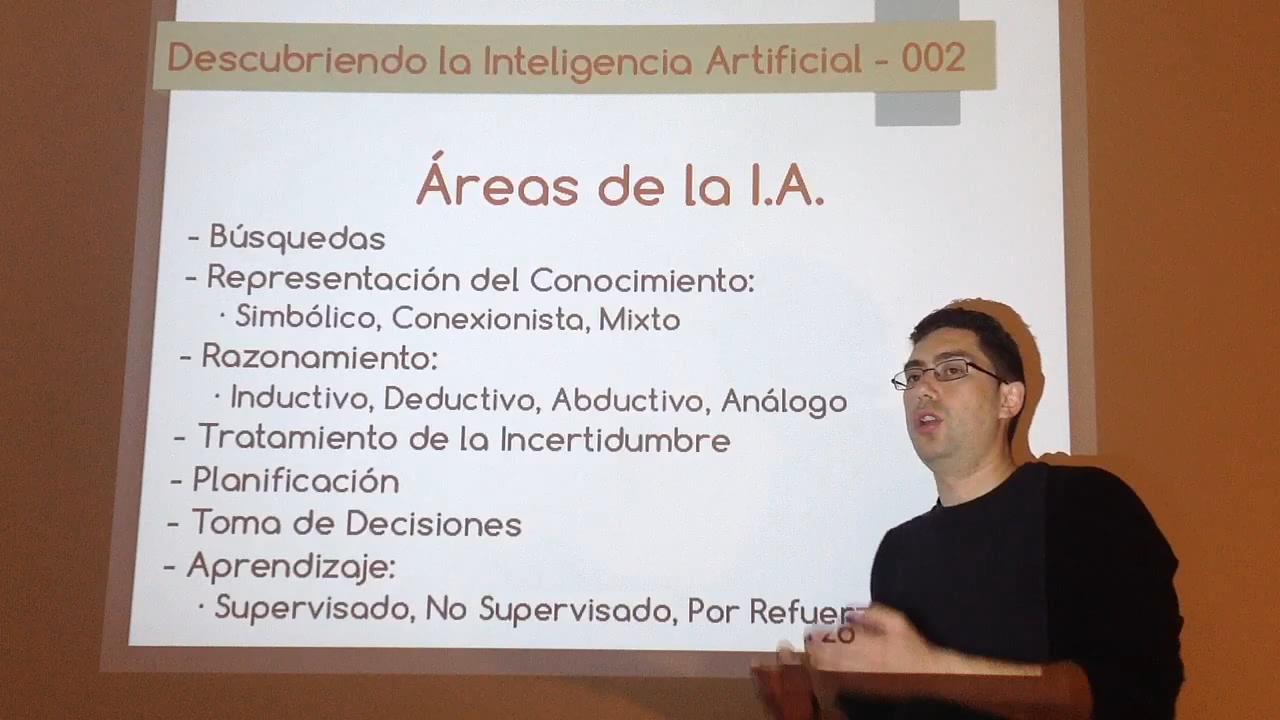 Descubriendo la Inteligencia Artificial - 002
Áreas de la I.A.
- Búsquedas
- Representación del Conocimiento:
· Simbólico, Conexionista, Mixto
- Razonamiento:
· Inductivo, Deductivo, Abductivo, Análogo
- Tratamiento de la Incertidumbre
- Planificación
- Toma de Decisiones
- Aprendizaje:
· Supervisado, No Supervisado, Por Refuerzo